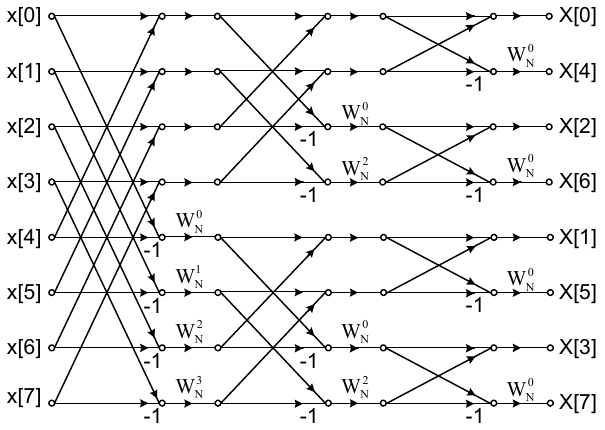 x[0] X[0]
x[1] -1 W_N^0 X[4]
x[2] -1 W_N^0 X[2]
x[3] -1 W_N^2 -1 W_N^0 X[6]
x[4] -1 W_N^0 X[1]
x[5] -1 W_N^1 -1 W_N^0 X[5]
x[6] -1 W_N^2 -1 W_N^0 X[3]
x[7] -1 W_N^3 -1 W_N^2 -1 W_N^0 X[7]